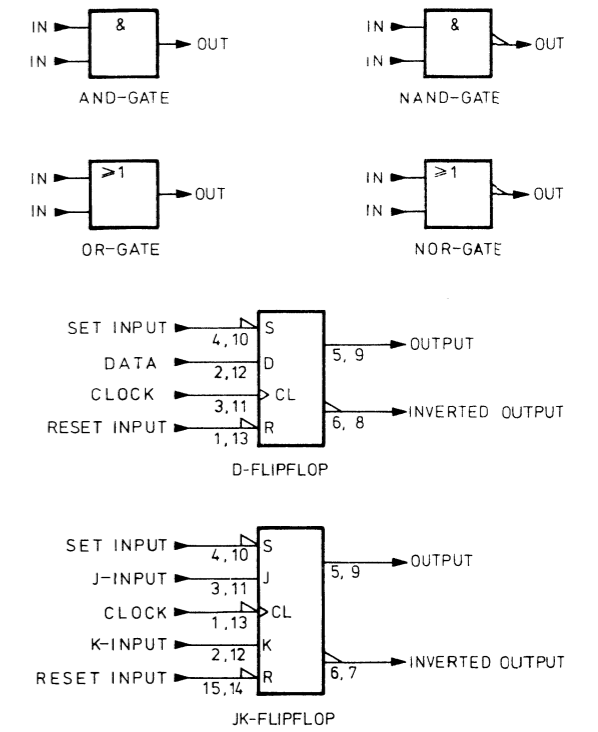 IN & OUT
IN
AND-GATE
IN & OUT
IN
NAND-GATE
IN ⩾1 OUT
IN
OR-GATE
IN ⩾1 OUT
IN
NOR-GATE
SET INPUT 4,10 S
DATA 2,12 D
CLOCK 3,11 CL
RESET INPUT 1,13 R
5,9 OUTPUT
6,8 INVERTED OUTPUT
D-FLIPFLOP
SET INPUT 4,10 S
J-INPUT 3,11 J
CLOCK 1,13 CL
K-INPUT 2,12 K
RESET INPUT 15,14 R
5,9 OUTPUT
6,7 INVERTED OUTPUT
JK-FLIPFLOP